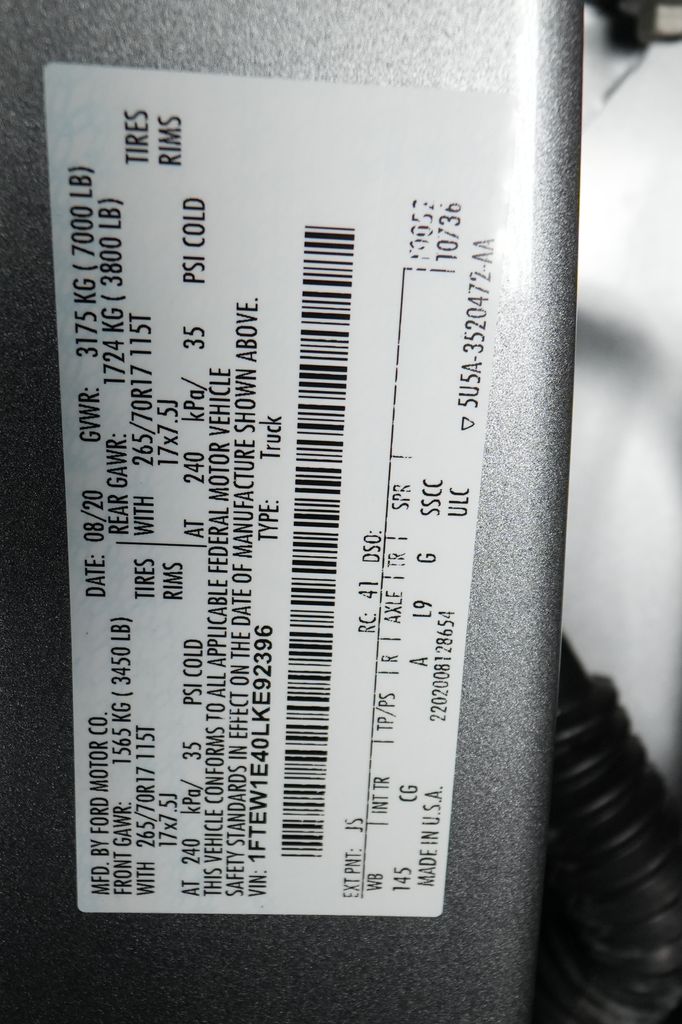 MFD. BY FORD MOTOR CO. DATE: 08/20 GVWR: 3175 KG ( 7000 LB)
FRONT GAWR: 1565 KG ( 3450 LB) REAR GAWR: 1724 KG ( 3800 LB)
WITH 265/70R17 115T TIRES WITH 265/70R17 115T TIRES
17x7.5J RIMS 17x7.5J RIMS
AT 240 kPa/ 35 PSI COLD AT 240 kPa/ 35 PSI COLD
THIS VEHICLE CONFORMS TO ALL APPLICABLE FEDERAL MOTOR VEHICLE
SAFETY STANDARDS IN EFFECT ON THE DATE OF MANUFACTURE SHOWN ABOVE.
VIN: 1FTEW1E40LKE92396 TYPE: Truck
EXT PNT: JS RC: 41 DSO:
WB INT TR TP/PS R AXLE TR SPR
145 CG A L9 G SSCC 10736
ULC
MADE IN U.S.A. 2202008128654 ▽ 5U5A-3520472-AA